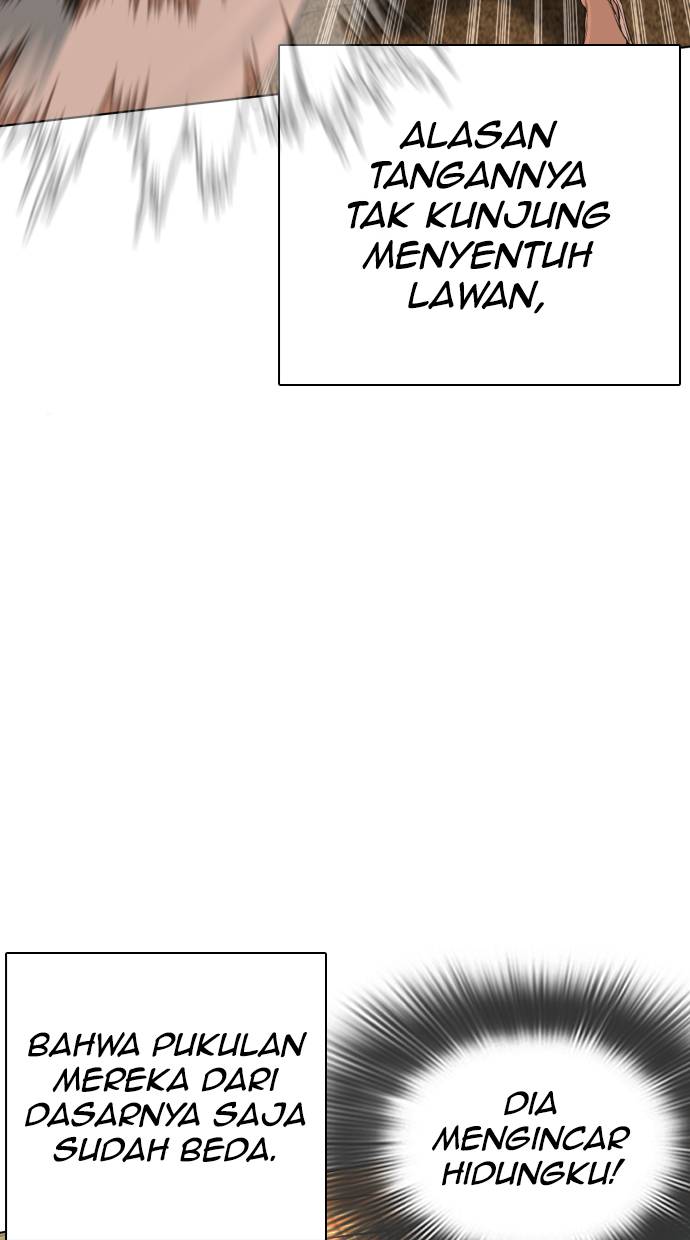 ALASAN
TANGANNYA
TAK KUNJUNG
MENYENTUH
LAWAN,
BAHWA PUKULAN
MEREKA DARI
DASARNYA SAJA
SUDAH BEDA.
DIA
MENGINCAR
HIDUNGKU!